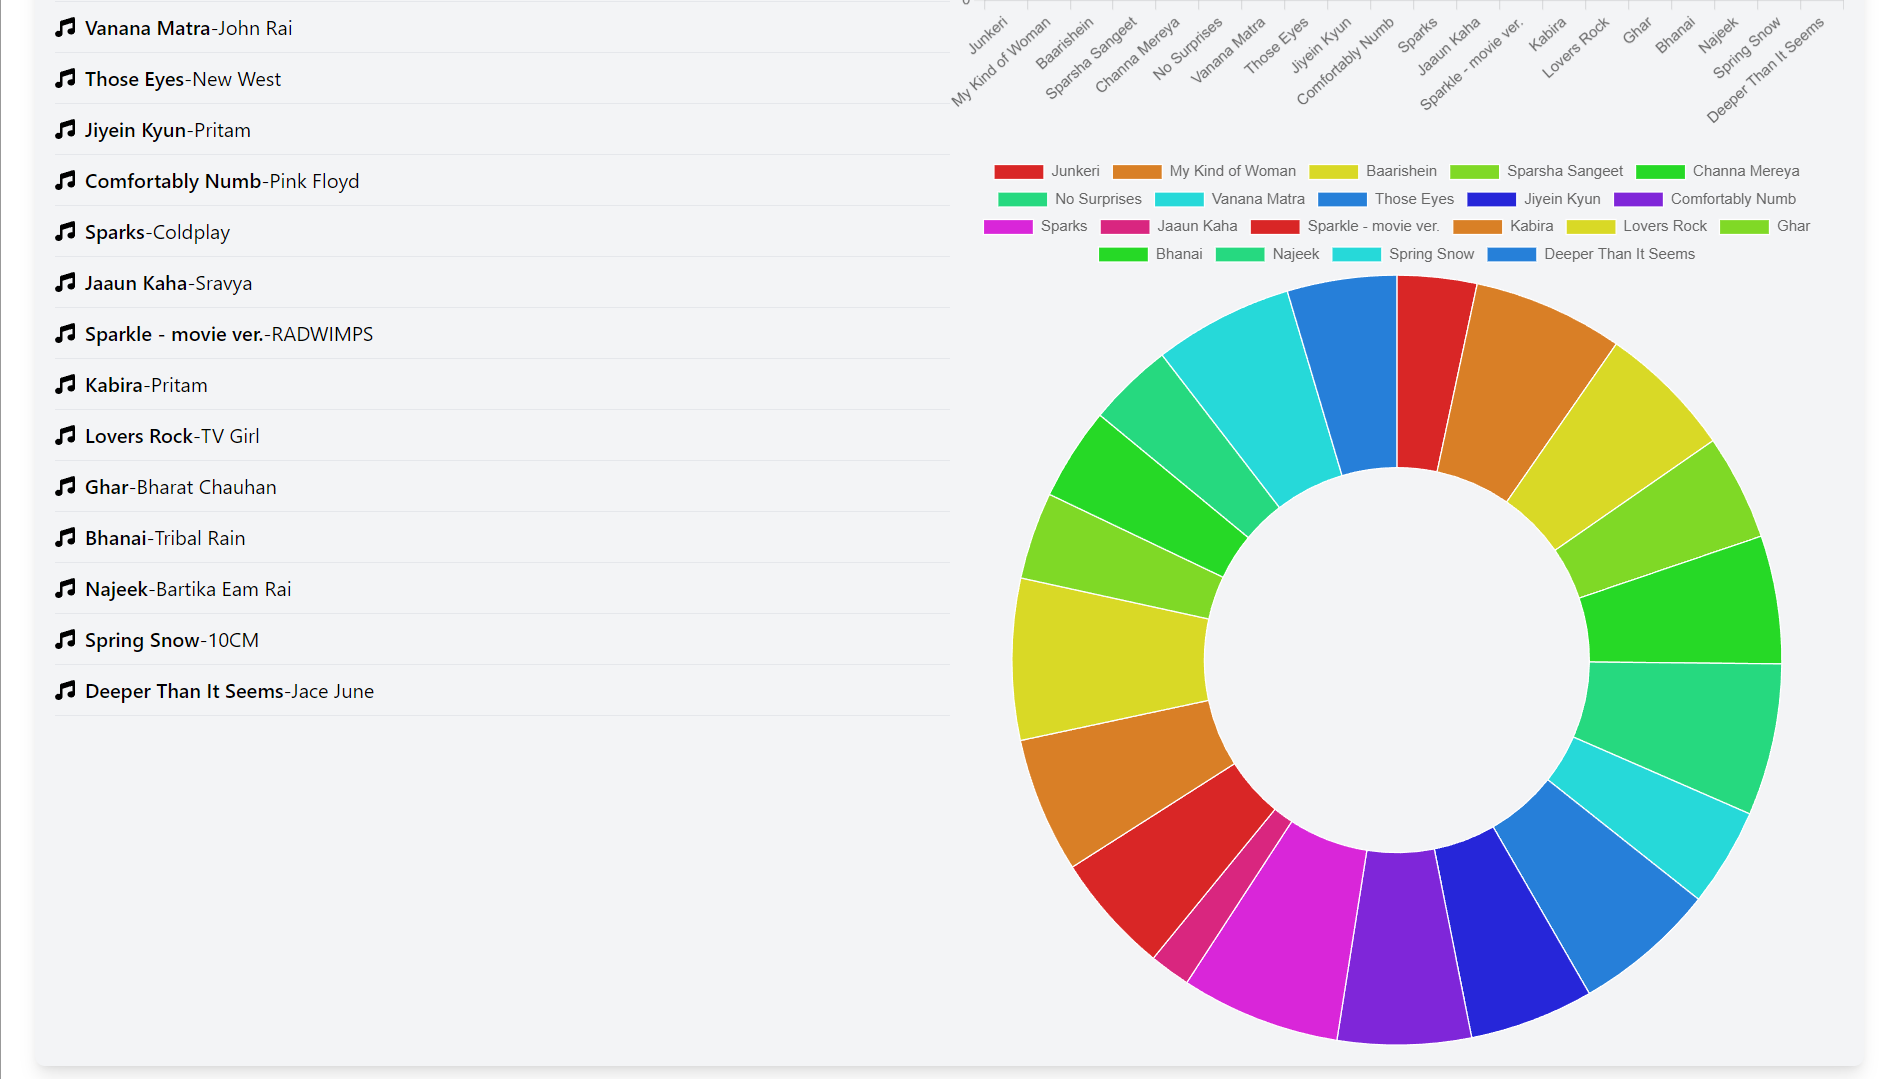 Vanana Matra-John Rai
Those Eyes-New West
Jiyein Kyun-Pritam
Comfortably Numb-Pink Floyd
Sparks-Coldplay
Jaaun Kaha-Sravya
Sparkle - movie ver.-RADWIMPS
Kabira-Pritam
Lovers Rock-TV Girl
Ghar-Bharat Chauhan
Bhanai-Tribal Rain
Najeek-Bartika Eam Rai
Spring Snow-10CM
Deeper Than It Seems-Jace June
Junkeri
My Kind of Woman
Baarishein
Sparsha Sangeet
Channa Mereya
No Surprises
Vanana Matra
Those Eyes
Jiyein Kyun
Comfortably Numb
Sparks
Jaaun Kaha
Sparkle - movie ver.
Kabira
Lovers Rock
Ghar
Bhanai
Najeek
Spring Snow
Deeper Than It Seems
Junkeri My Kind of Woman Baarishein Sparsha Sangeet Channa Mereya
No Surprises Vanana Matra Those Eyes Jiyein Kyun Comfortably Numb
Sparks Jaaun Kaha Sparkle - movie ver. Kabira Lovers Rock Ghar
Bhanai Najeek Spring Snow Deeper Than It Seems